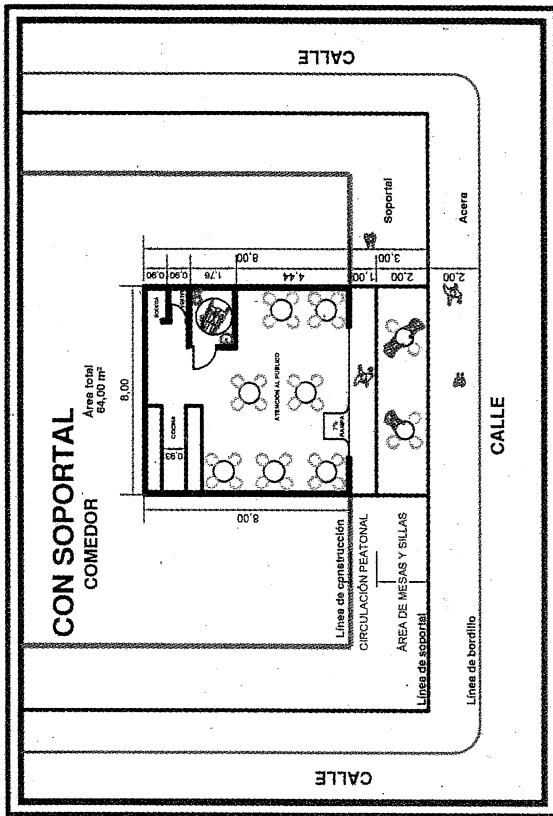 CALLE
CON SOPORTAL
COMEDOR
Área total
64,00 m²
8,00
8,00
0,90
0,90
1,76
4,44
8,00
1,00
2,00
3,00
2,00
BODEGA
COCINA
0,93
ATENCIÓN AL PÚBLICO
RAMPA
Soportal
Acera
Línea de construcción
CIRCULACIÓN PEATONAL
ÁREA DE MESAS Y SILLAS
Línea de soportal
Línea de bordillo
CALLE
CALLE